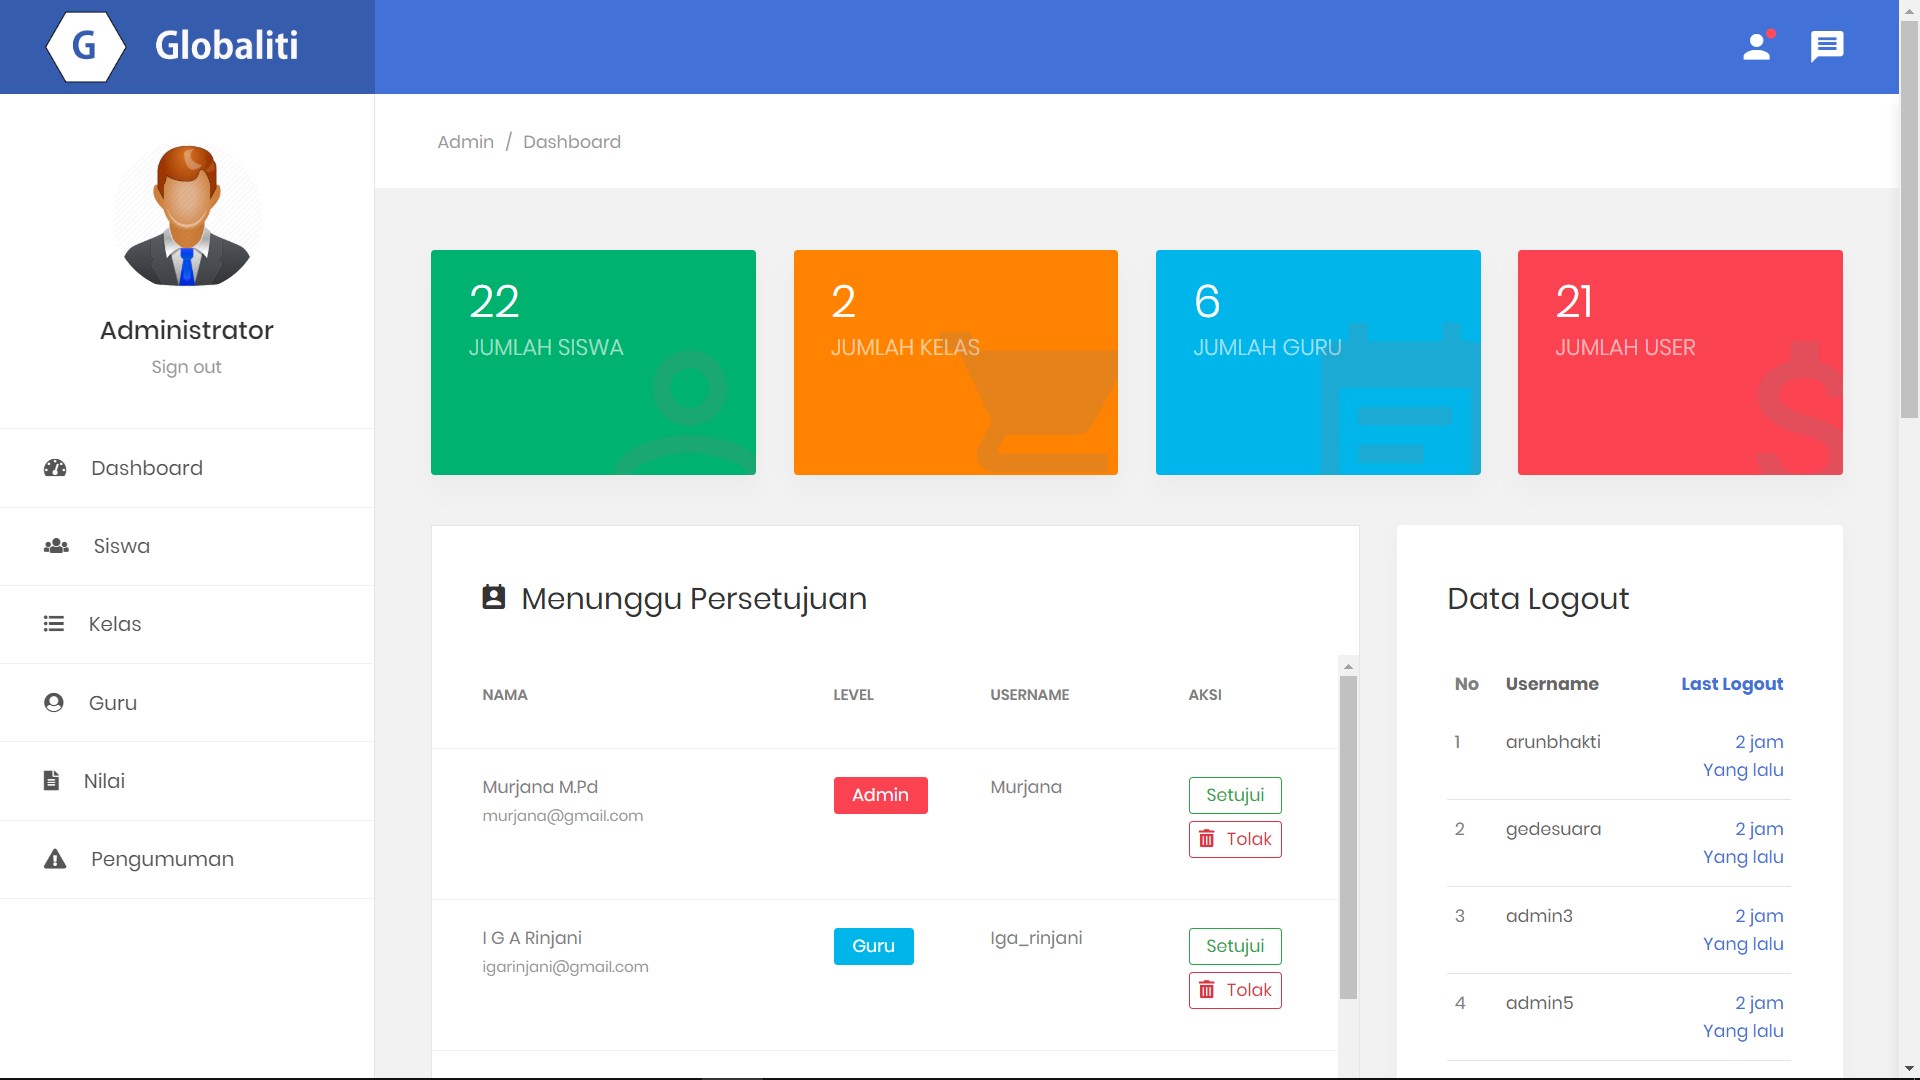 G Globaliti
Admin / Dashboard
Administrator
Sign out
Dashboard
Siswa
Kelas
Guru
Nilai
Pengumuman
22
JUMLAH SISWA
2
JUMLAH KELAS
6
JUMLAH GURU
21
JUMLAH USER
Menunggu Persetujuan
NAMA LEVEL USERNAME AKSI
Murjana M.Pd Admin Murjana Setujui
murjana@gmail.com Tolak
I G A Rinjani Guru Iga_rinjani Setujui
igarinjani@gmail.com Tolak
Data Logout
No Username Last Logout
1 arunbhakti 2 jam
Yang lalu
2 gedesuara 2 jam
Yang lalu
3 admin3 2 jam
Yang lalu
4 admin5 2 jam
Yang lalu